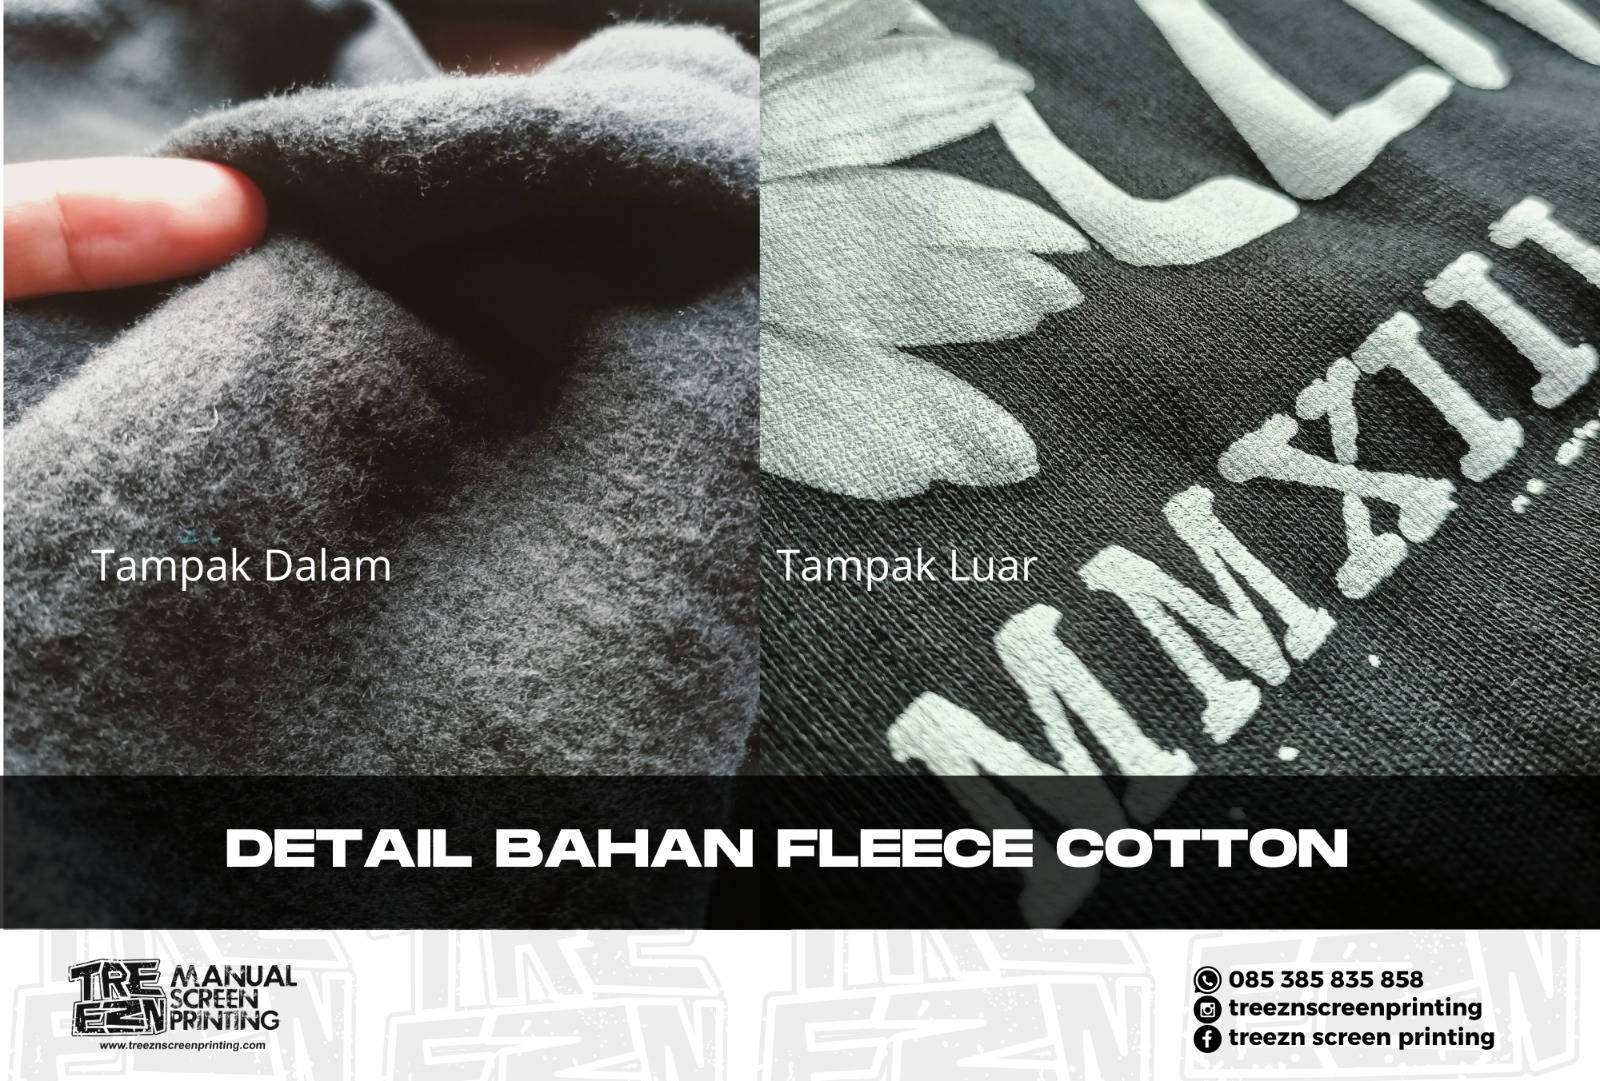 Tampak Dalam
Tampak Luar
MMXII
DETAIL BAHAN FLEECE COTTON
TRE
EZN
MANUAL
SCREEN
PRINTING
www.treeznscreenprinting.com
085 385 835 858
treeznscreenprinting
treezn screen printing